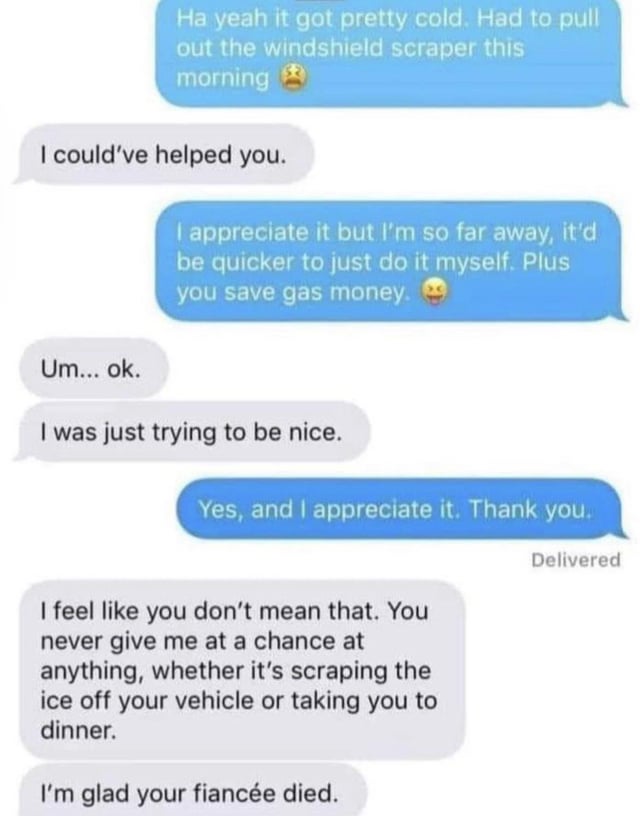 Ha yeah it got pretty cold. Had to pull
out the windshield scraper this
morning 😫
I could've helped you.
I appreciate it but I'm so far away, it'd
be quicker to just do it myself. Plus
you save gas money. 😝
Um... ok.
I was just trying to be nice.
Yes, and I appreciate it. Thank you.
Delivered
I feel like you don't mean that. You
never give me at a chance at
anything, whether it's scraping the
ice off your vehicle or taking you to
dinner.
I'm glad your fiancée died.